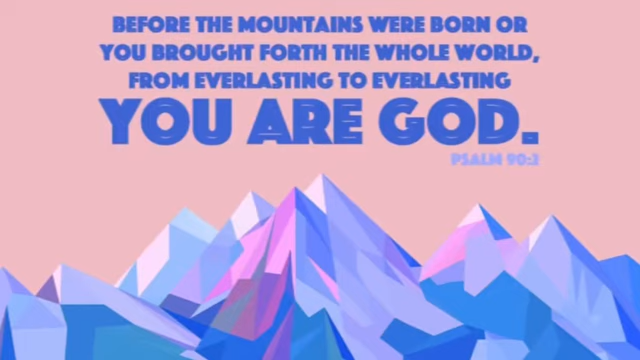 BEFORE THE MOUNTAINS WERE BORN OR
YOU BROUGHT FORTH THE WHOLE WORLD,
FROM EVERLASTING TO EVERLASTING
YOU ARE GOD.
PSALM 90:2